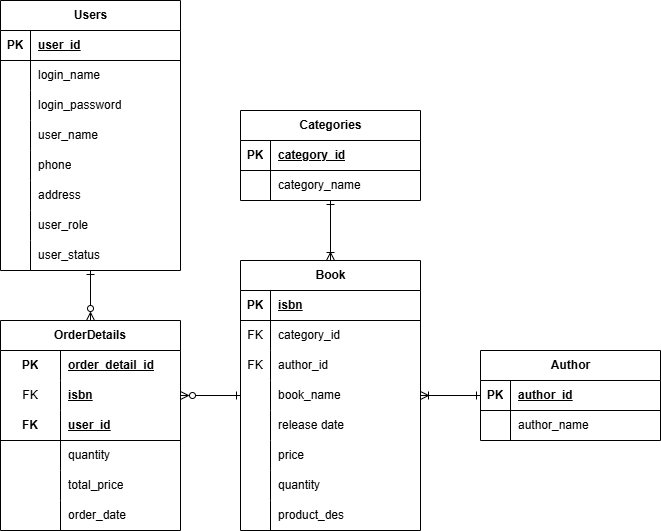 Users
PK user_id
login_name
login_password
user_name
phone
address
user_role
user_status
Categories
PK category_id
category_name
OrderDetails
PK order_detail_id
FK isbn
FK user_id
quantity
total_price
order_date
Book
PK isbn
FK category_id
FK author_id
book_name
release date
price
quantity
product_des
Author
PK author_id
author_name